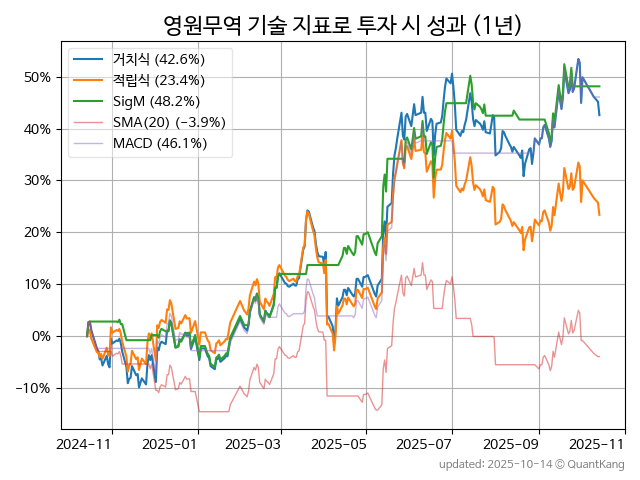 영원무역 기술 지표로 투자 시 성과 (1년)
거치식 (42.6%)
적립식 (23.4%)
SigM (48.2%)
SMA(20) (−3.9%)
MACD (46.1%)
50%
40%
30%
20%
10%
0%
−10%
2024-11 2025-01 2025-03 2025-05 2025-07 2025-09 2025-11
updated: 2025-10-14 © QuantKang